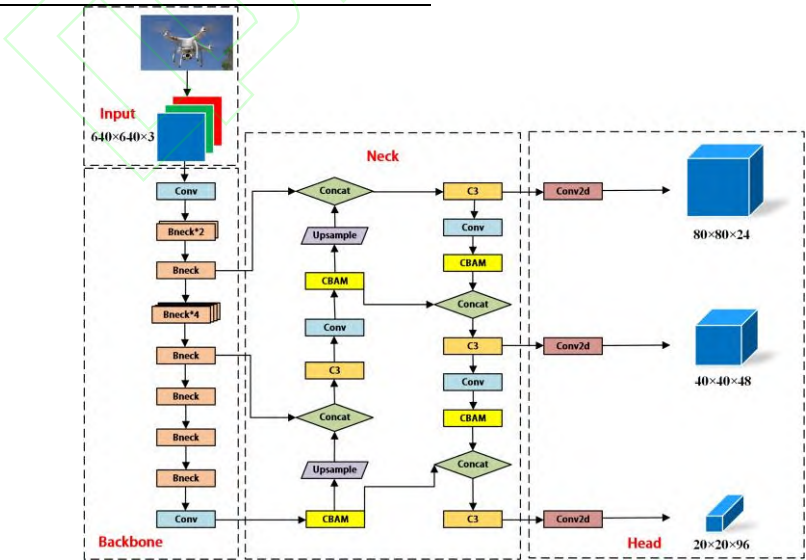 Input
640×640×3
Conv
Bneck*2
Bneck
Bneck*4
Bneck
Bneck
Bneck
Bneck
Conv
Backbone
Neck
Concat
Upsample
CBAM
Conv
C3
Concat
Upsample
CBAM
C3
Conv
CBAM
Concat
C3
Conv
CBAM
Concat
C3
Conv2d
80×80×24
Conv2d
40×40×48
Conv2d
20×20×96
Head